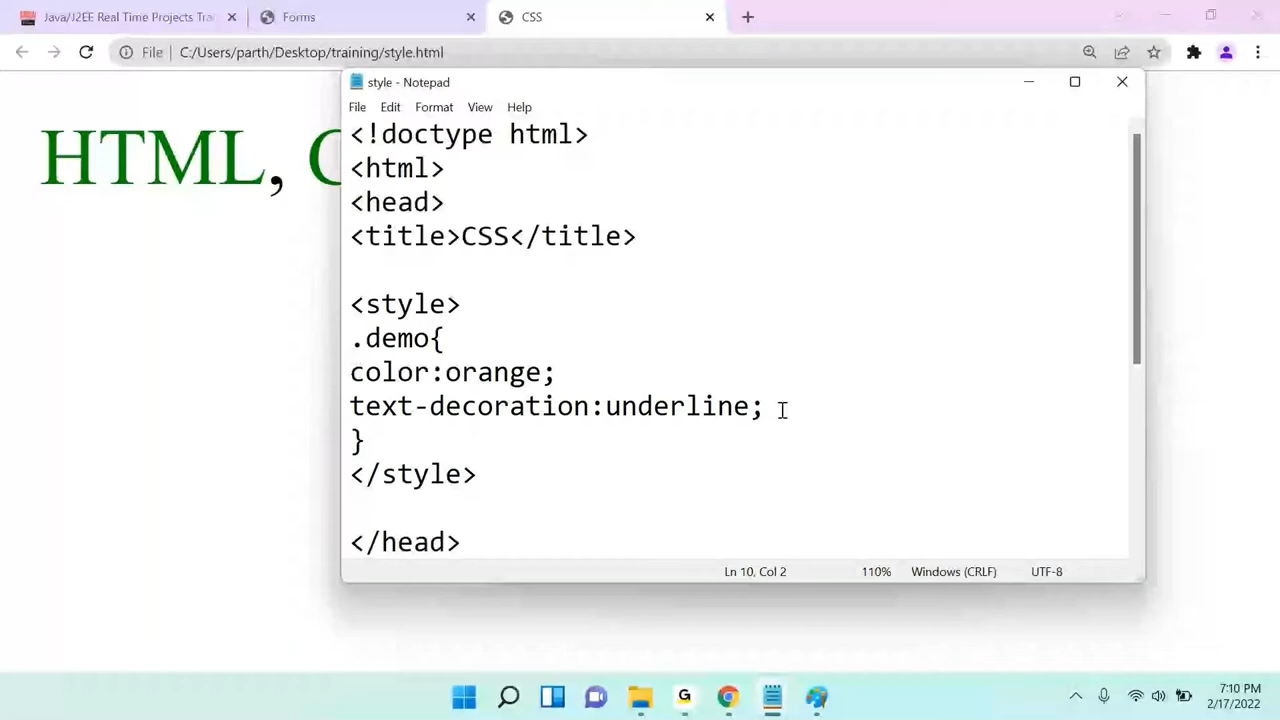 Java/J2EE Real Time Projects Tra
Forms
CSS
File
C:/Users/parth/Desktop/training/style.html
HTML, C
style - Notepad
File Edit Format View Help
<!doctype html>
<html>
<head>
<title>CSS</title>
<style>
.demo{
color:orange;
text-decoration:underline;
}
</style>
</head>
Ln 10, Col 2
110%
Windows (CRLF)
UTF-8
G
7:10 PM
2/17/2022